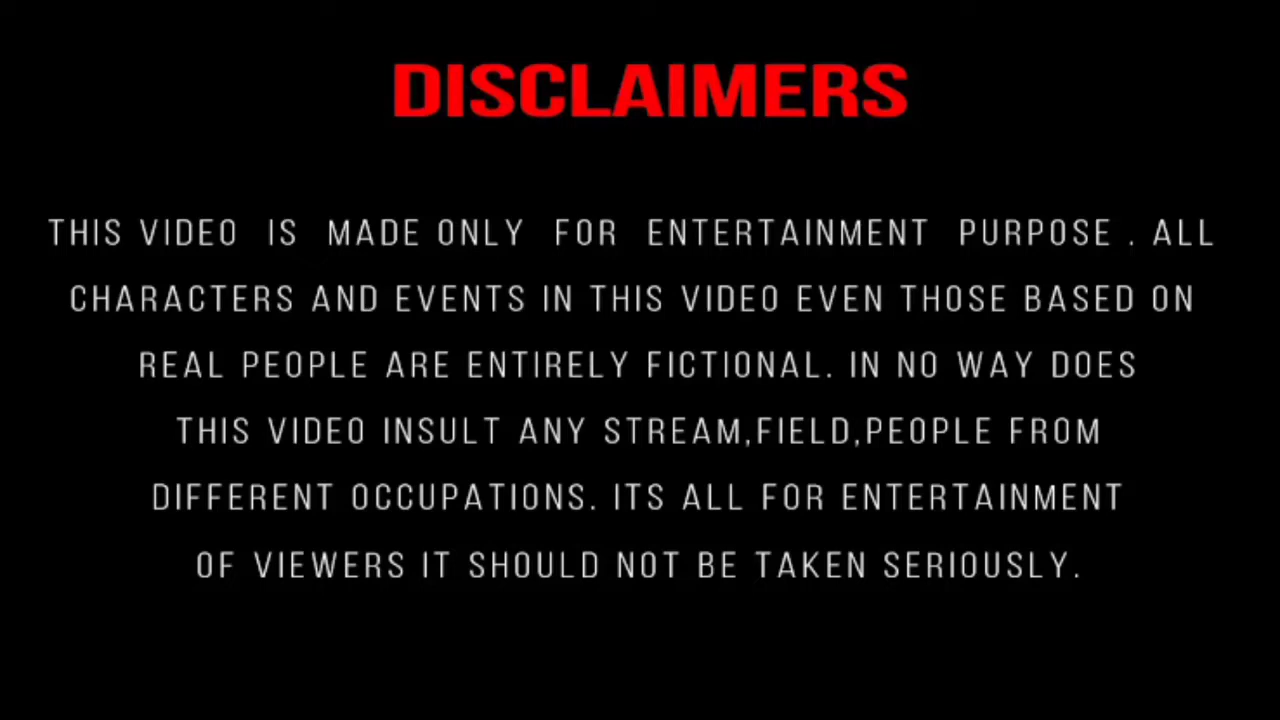 DISCLAIMERS
THIS VIDEO IS MADE ONLY FOR ENTERTAINMENT PURPOSE . ALL
CHARACTERS AND EVENTS IN THIS VIDEO EVEN THOSE BASED ON
REAL PEOPLE ARE ENTIRELY FICTIONAL. IN NO WAY DOES
THIS VIDEO INSULT ANY STREAM,FIELD,PEOPLE FROM
DIFFERENT OCCUPATIONS. ITS ALL FOR ENTERTAINMENT
OF VIEWERS IT SHOULD NOT BE TAKEN SERIOUSLY.